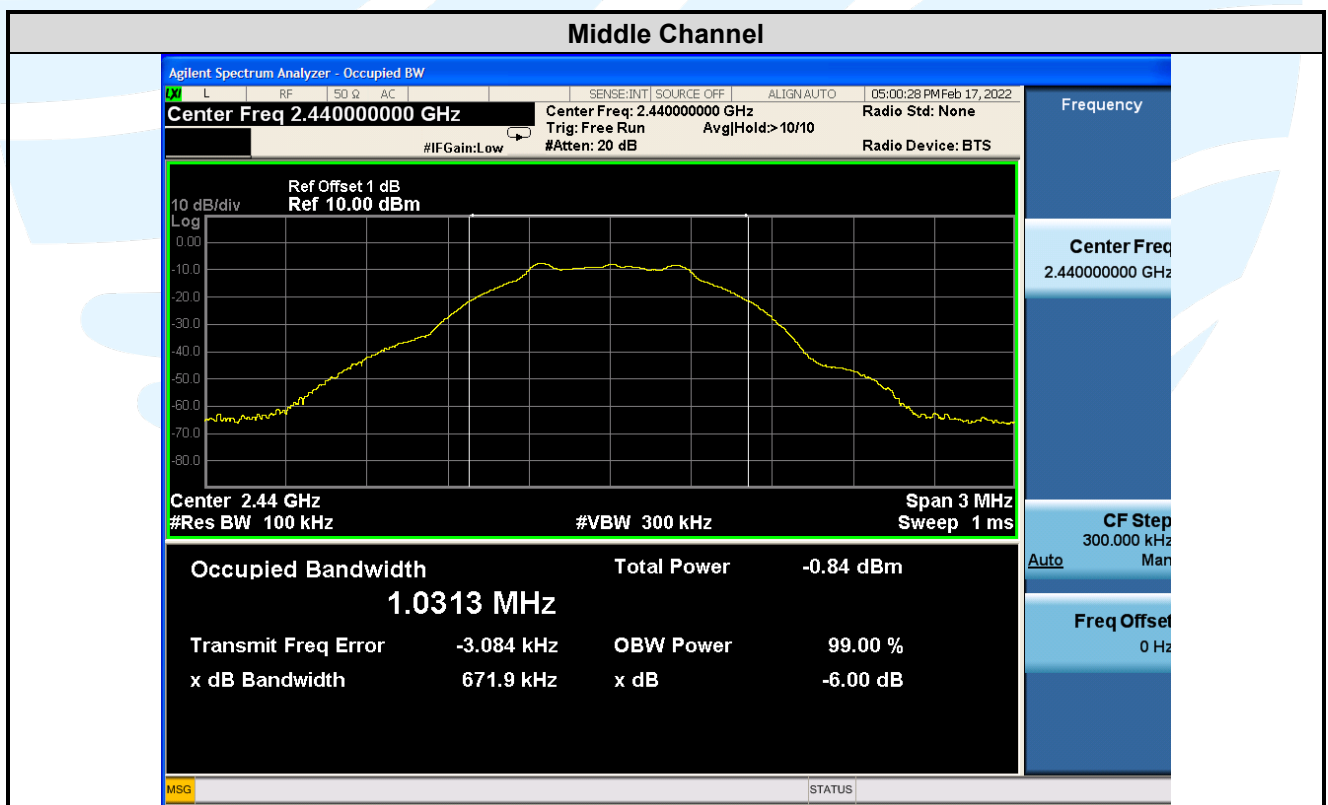 Middle Channel
Agilent Spectrum Analyzer - Occupied BW
LXI L RF 50 Ω AC SENSE:INT SOURCE OFF ALIGN AUTO 05:00:28 PM Feb 17, 2022
Center Freq 2.440000000 GHz
Center Freq: 2.440000000 GHz
Radio Std: None
Trig: Free Run Avg|Hold:> 10/10
#IFGain:Low
#Atten: 20 dB
Radio Device: BTS
Frequency
Ref Offset 1 dB
10 dB/div Ref 10.00 dBm
Log
0.00
-10.0
-20.0
-30.0
-40.0
-50.0
-60.0
-70.0
-80.0
Center 2.44 GHz Span 3 MHz
#Res BW 100 kHz #VBW 300 kHz Sweep 1 ms
Center Freq
2.440000000 GHz
CF Step
300.000 kHz
Auto Man
Freq Offset
0 Hz
Occupied Bandwidth Total Power -0.84 dBm
1.0313 MHz
Transmit Freq Error -3.084 kHz OBW Power 99.00 %
x dB Bandwidth 671.9 kHz x dB -6.00 dB
MSG STATUS